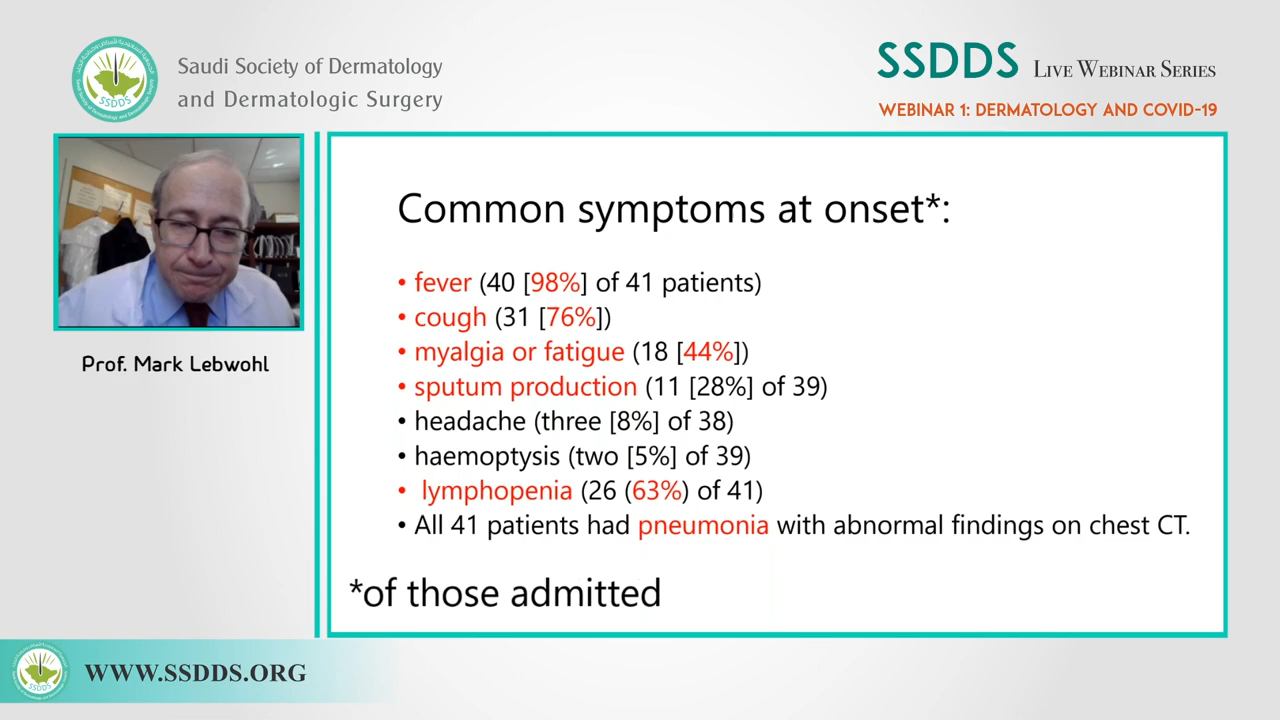 Saudi Society of Dermatology
and Dermatologic Surgery
SSDDS LIVE WEBINAR SERIES
WEBINAR 1: DERMATOLOGY AND COVID-19
Prof. Mark Lebwohl
Common symptoms at onset*:
• fever (40 [98%] of 41 patients)
• cough (31 [76%])
• myalgia or fatigue (18 [44%])
• sputum production (11 [28%] of 39)
• headache (three [8%] of 38)
• haemoptysis (two [5%] of 39)
• lymphopenia (26 (63%) of 41)
• All 41 patients had pneumonia with abnormal findings on chest CT.
*of those admitted
SSDDS
WWW.SSDDS.ORG